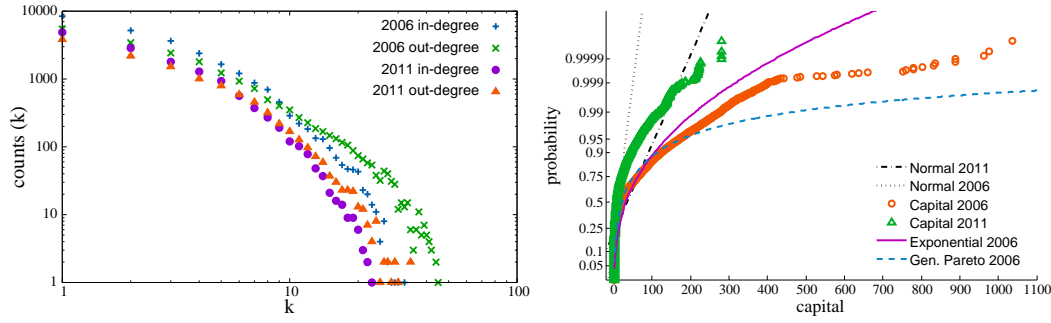 10000
1000
100
10
1
1
10
100
counts (k)
k
2006 in-degree
2006 out-degree
2011 in-degree
2011 out-degree
0.9999
0.999
0.99
0.95
0.9
0.75
0.5
0.25
0.1
0.05
probability
0 100 200 300 400 500 600 700 800 900 1000 1100
capital
Normal 2011
Normal 2006
Capital 2006
Capital 2011
Exponential 2006
Gen. Pareto 2006